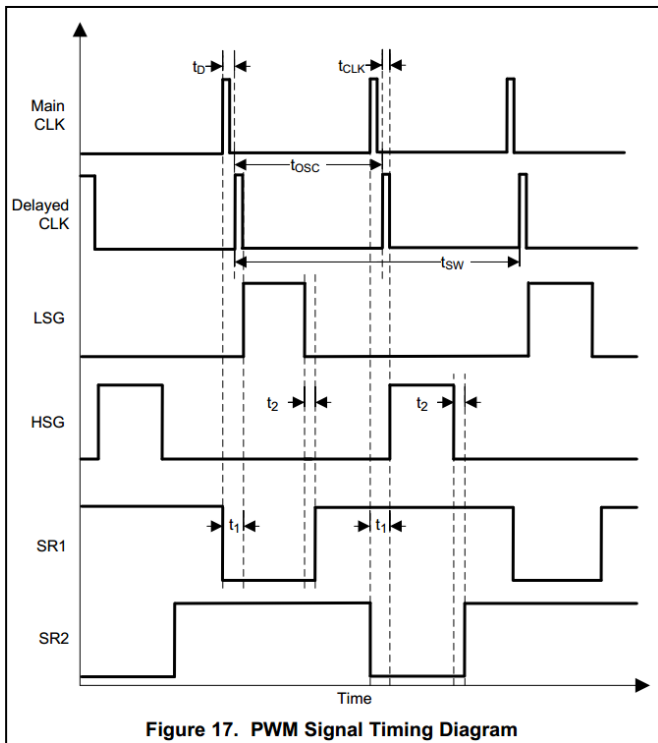 tD
tCLK
Main
CLK
tOSC
Delayed
CLK
tSW
LSG
t2
t2
HSG
t1
t1
SR1
SR2
Time
Figure 17. PWM Signal Timing Diagram